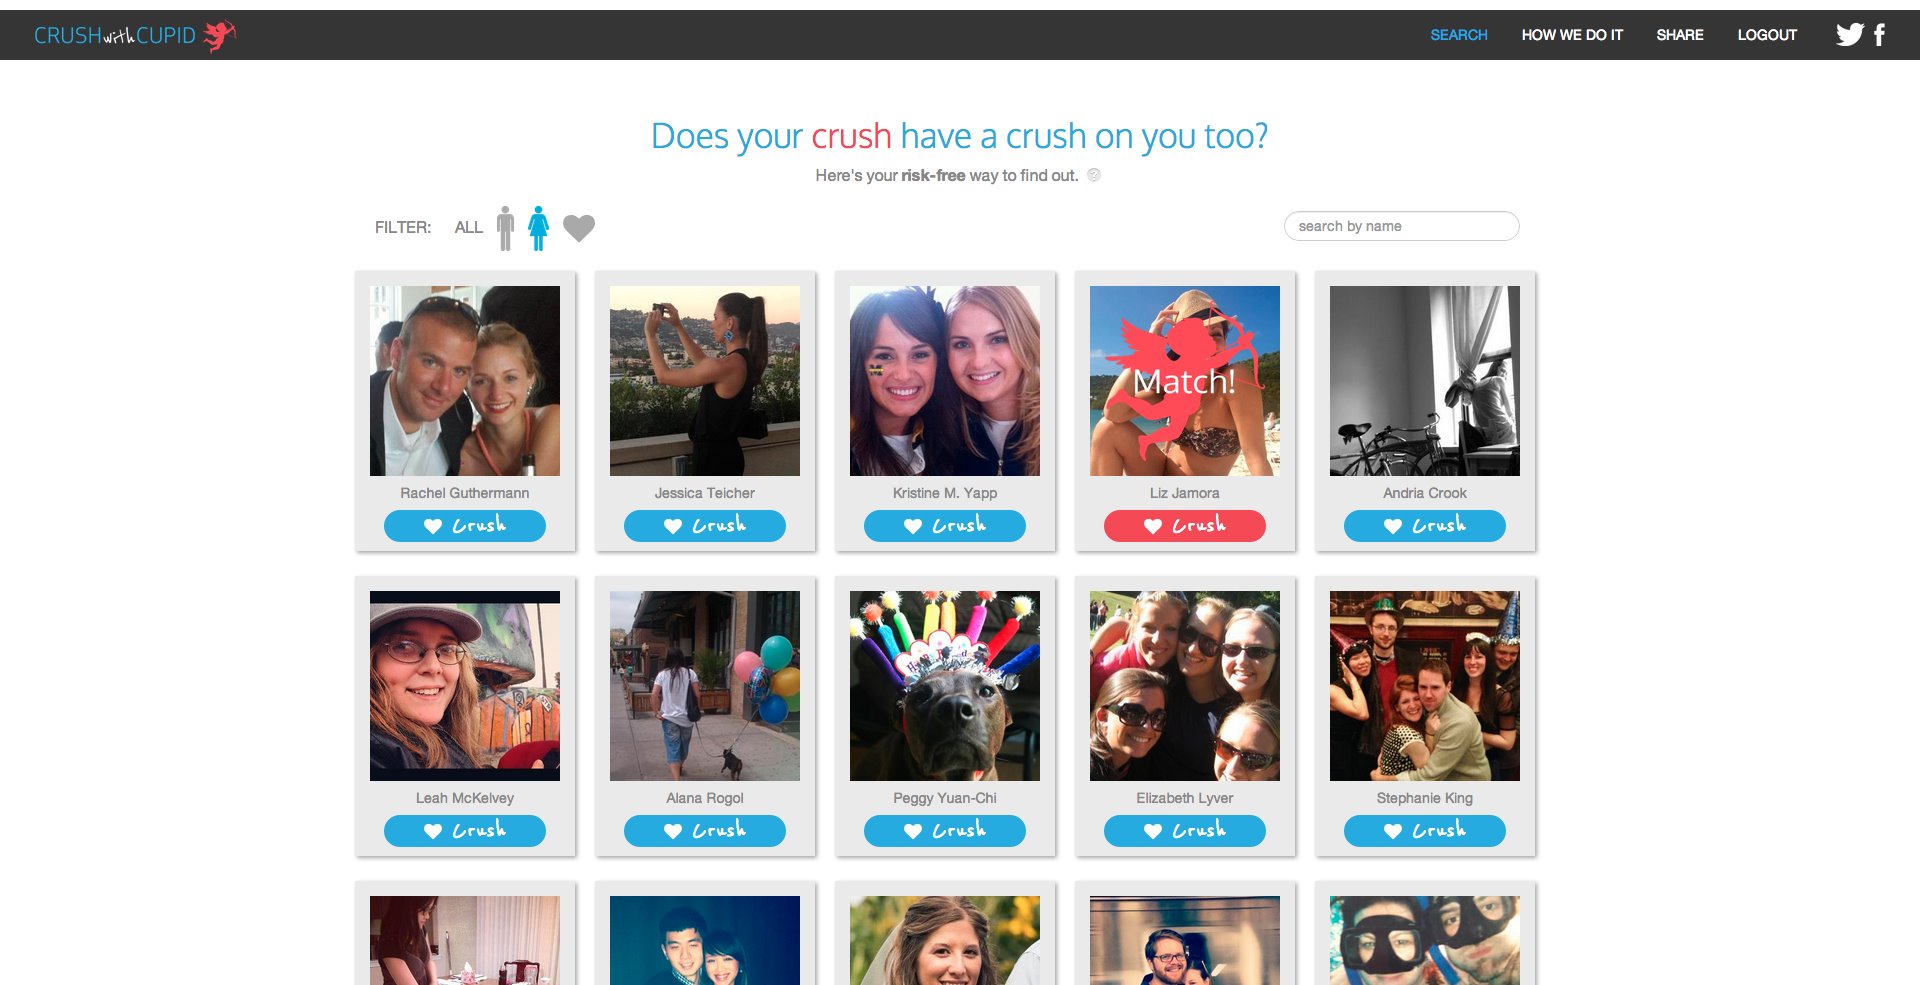 CRUSH with CUPID
SEARCH HOW WE DO IT SHARE LOGOUT
Does your crush have a crush on you too?
Here's your risk-free way to find out.
FILTER: ALL
search by name
Match!
Rachel Guthermann Jessica Teicher Kristine M. Yapp Liz Jamora Andria Crook
Crush Crush Crush Crush Crush
Leah McKelvey Alana Rogol Peggy Yuan-Chi Elizabeth Lyver Stephanie King
Crush Crush Crush Crush Crush